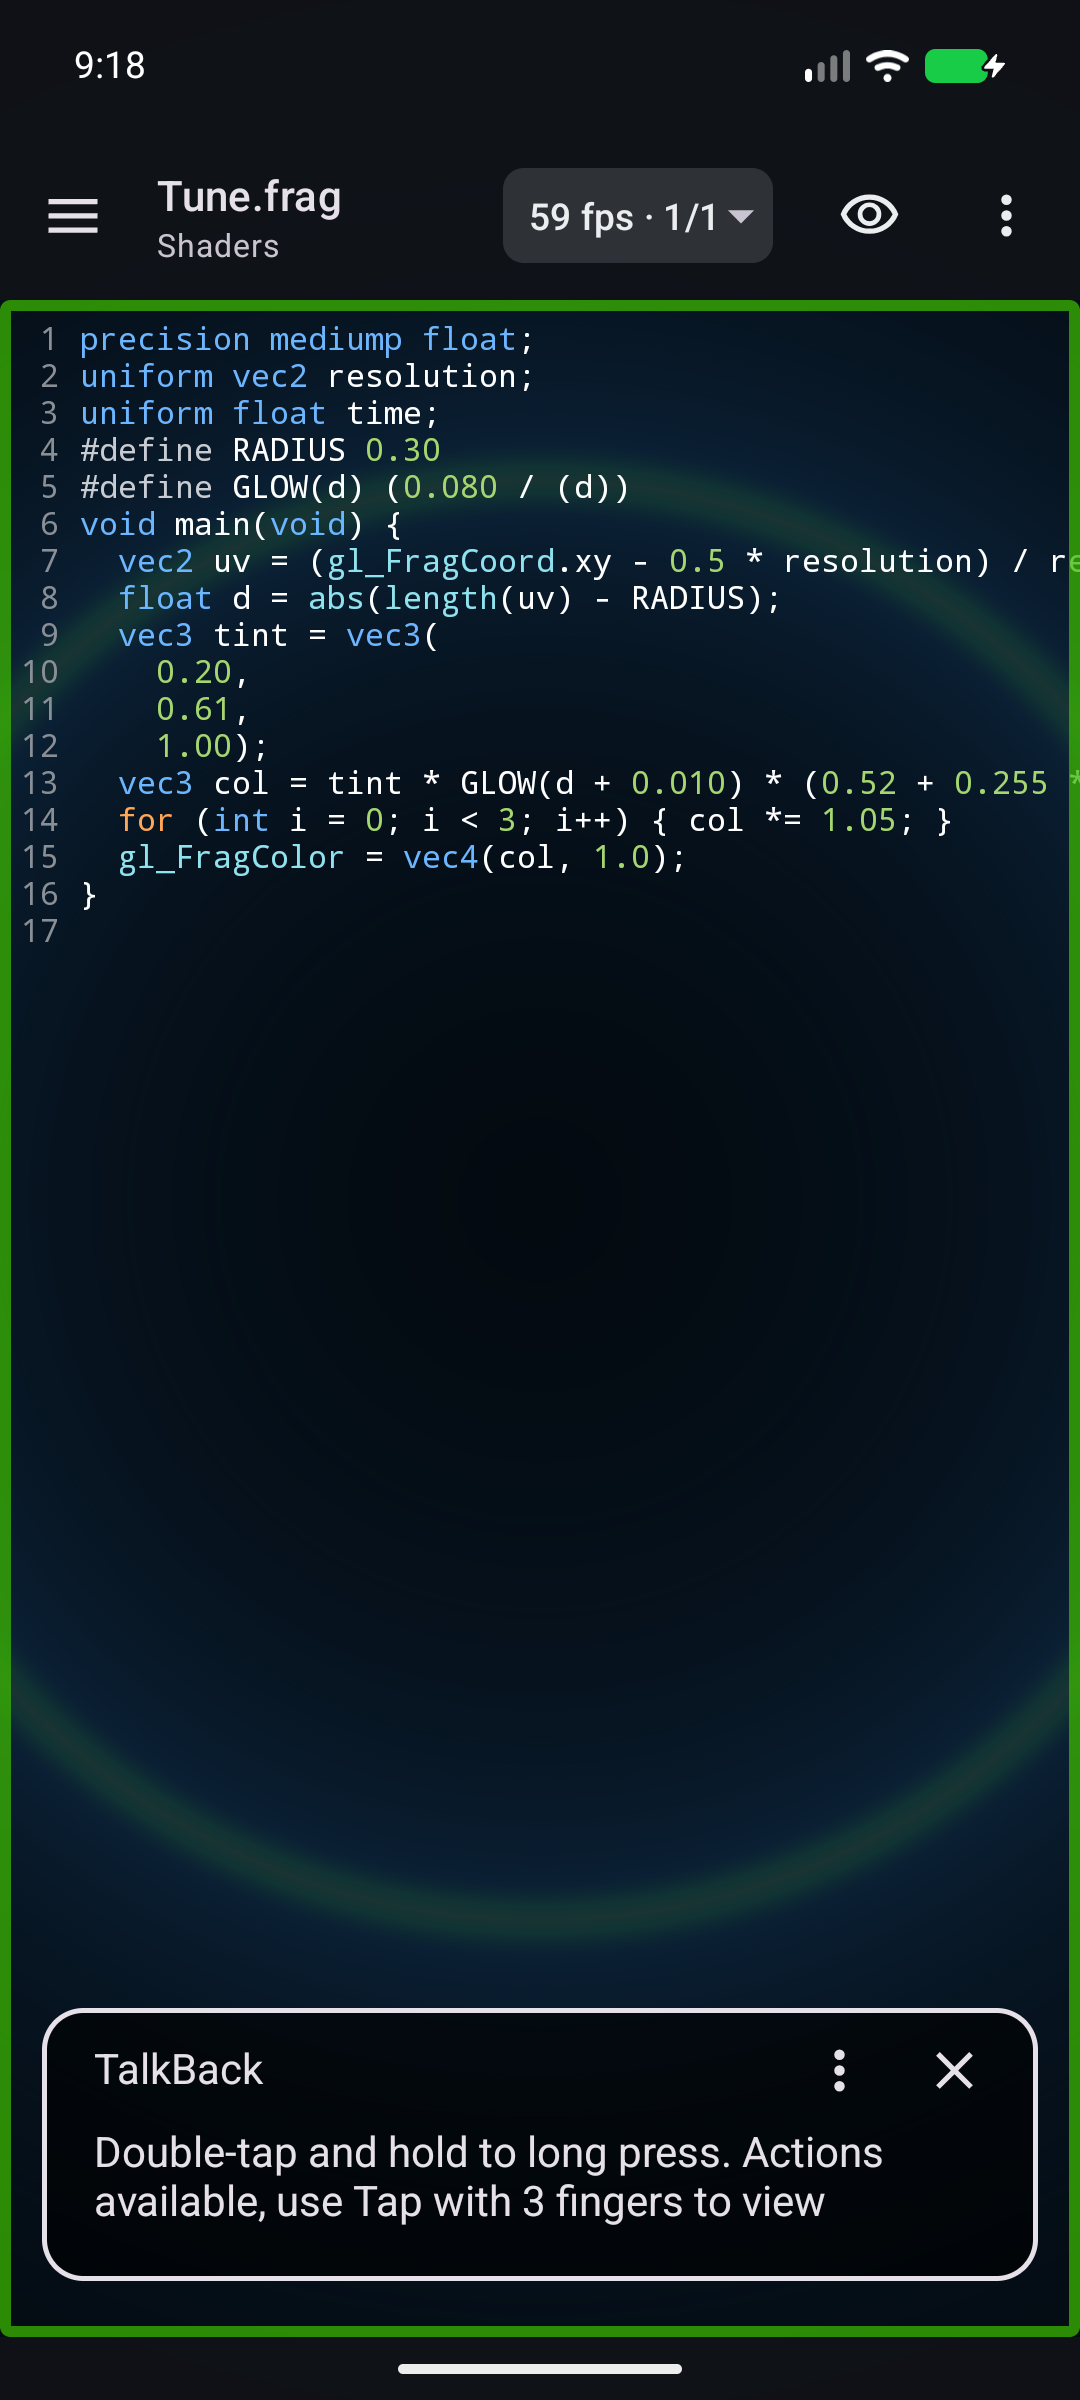 9:18
Tune.frag
Shaders
59 fps · 1/1
1 precision mediump float;
2 uniform vec2 resolution;
3 uniform float time;
4 #define RADIUS 0.30
5 #define GLOW(d) (0.080 / (d))
6 void main(void) {
7   vec2 uv = (gl_FragCoord.xy - 0.5 * resolution) / re
8   float d = abs(length(uv) - RADIUS);
9   vec3 tint = vec3(
10     0.20,
11     0.61,
12     1.00);
13   vec3 col = tint * GLOW(d + 0.010) * (0.52 + 0.255 *
14   for (int i = 0; i < 3; i++) { col *= 1.05; }
15   gl_FragColor = vec4(col, 1.0);
16 }
17
TalkBack
Double-tap and hold to long press. Actions
available, use Tap with 3 fingers to view